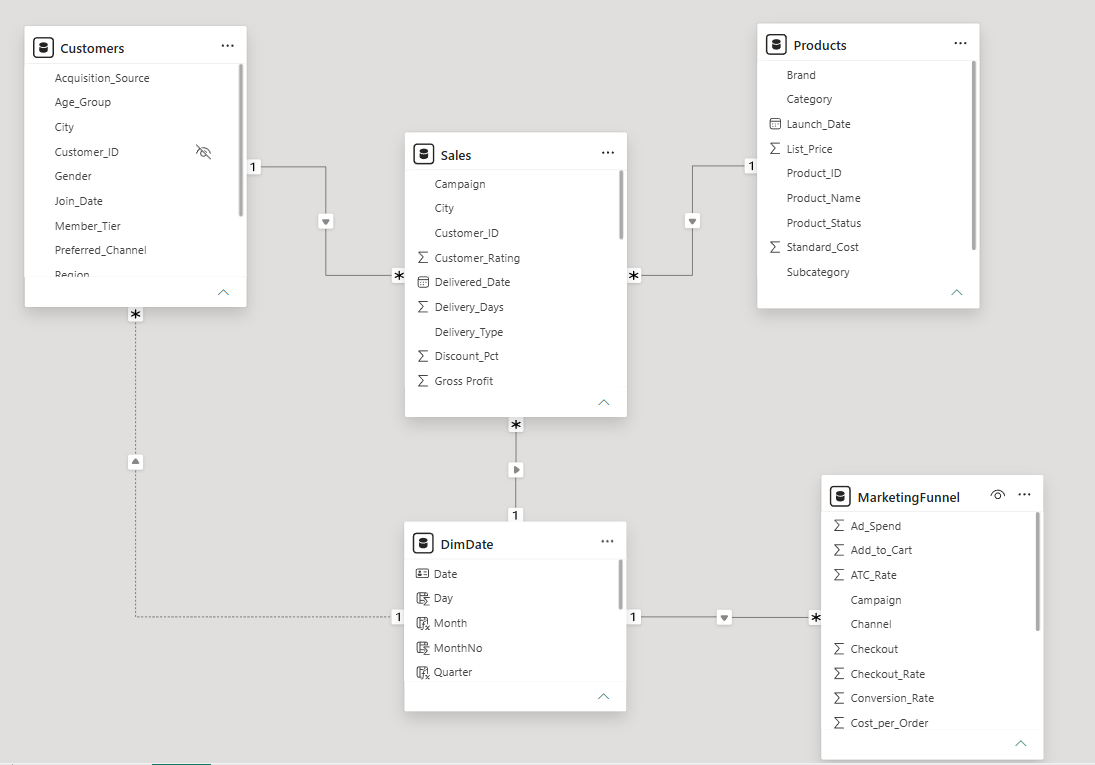 Customers
Acquisition_Source
Age_Group
City
Customer_ID
Gender
Join_Date
Member_Tier
Preferred_Channel
Region
1
*
Sales
Campaign
City
Customer_ID
Customer_Rating
Delivered_Date
Delivery_Days
Delivery_Type
Discount_Pct
Gross Profit
*
*
*
Products
Brand
Category
Launch_Date
List_Price
Product_ID
Product_Name
Product_Status
Standard_Cost
Subcategory
1
DimDate
Date
Day
Month
MonthNo
Quarter
1
1
1
MarketingFunnel
Ad_Spend
Add_to_Cart
ATC_Rate
Campaign
Channel
Checkout
Checkout_Rate
Conversion_Rate
Cost_per_Order
*